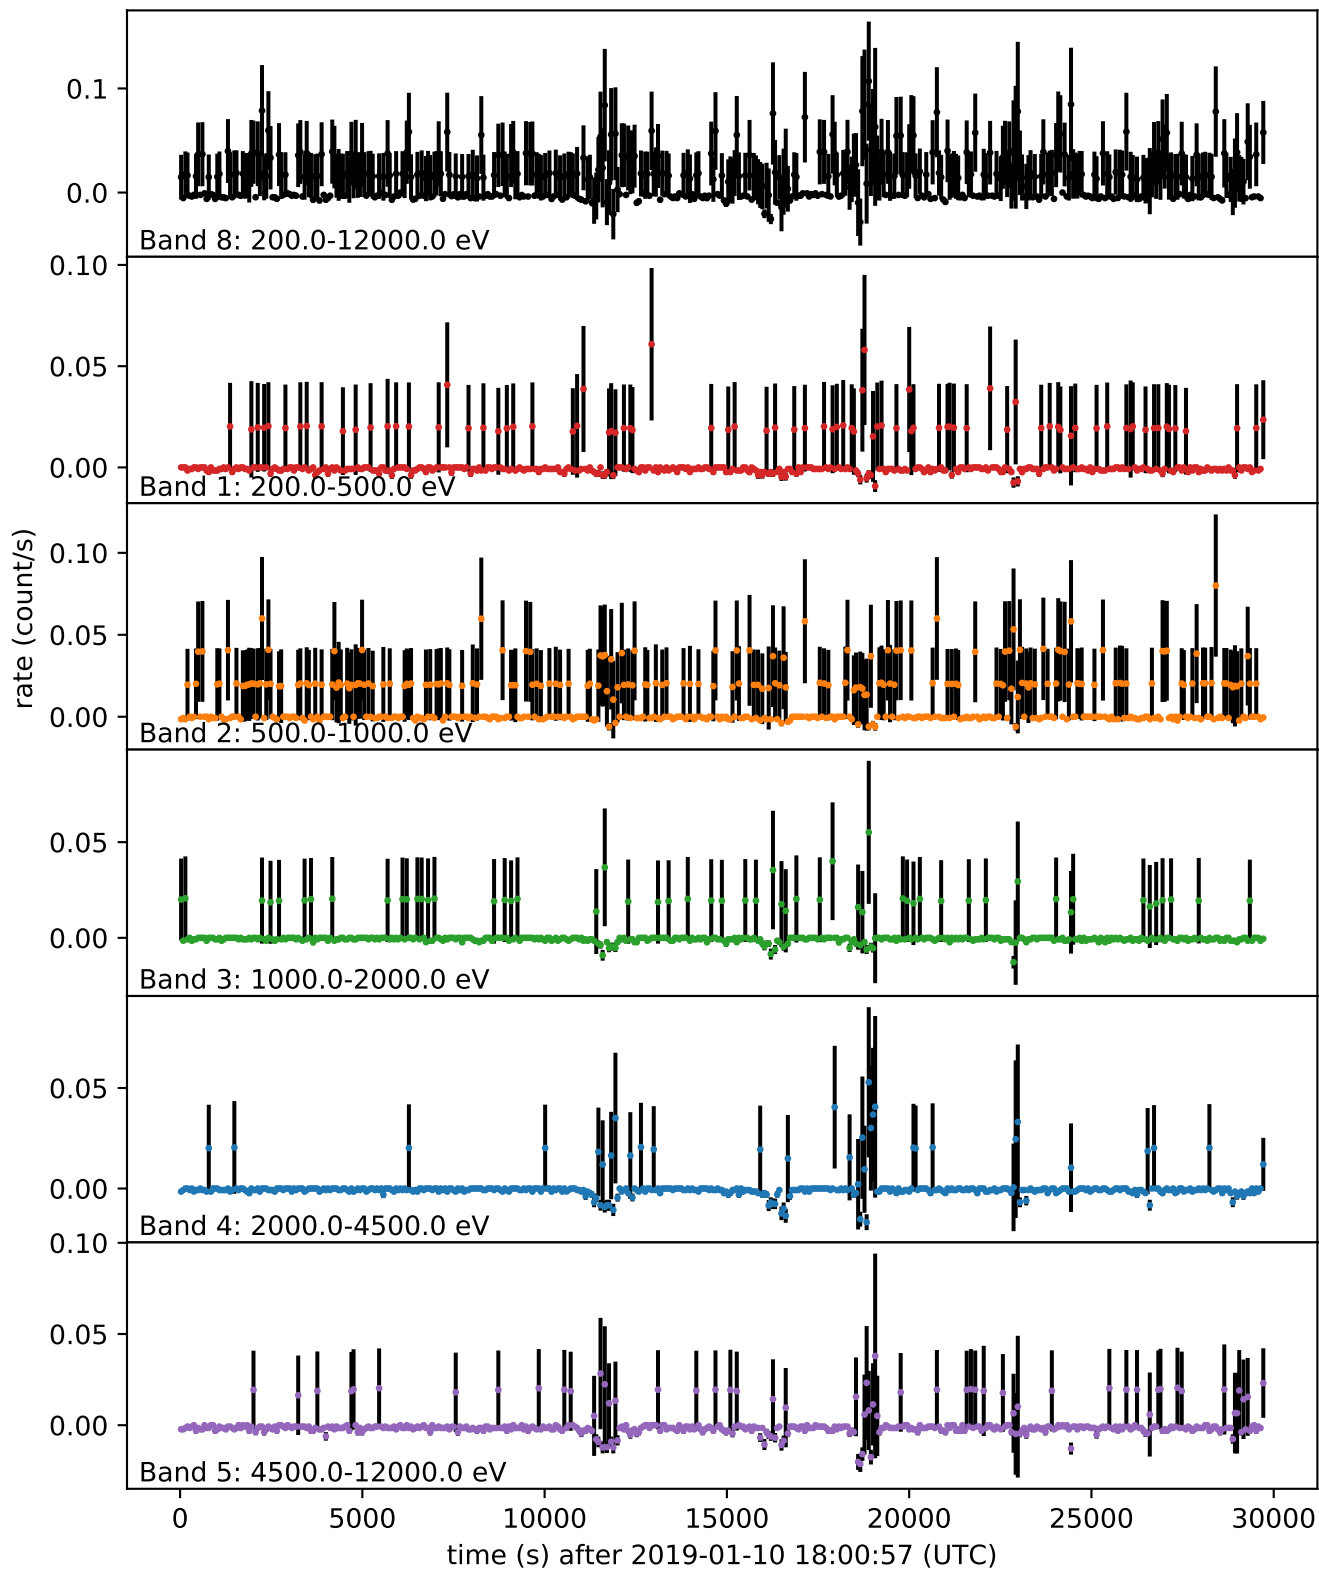 0.1
0.0
Band 8: 200.0-12000.0 eV
0.10
0.05
0.00
Band 1: 200.0-500.0 eV
rate (count/s)
0.10
0.05
0.00
Band 2: 500.0-1000.0 eV
0.05
0.00
Band 3: 1000.0-2000.0 eV
0.05
0.00
Band 4: 2000.0-4500.0 eV
0.10
0.05
0.00
Band 5: 4500.0-12000.0 eV
0 5000 10000 15000 20000 25000 30000
time (s) after 2019-01-10 18:00:57 (UTC)